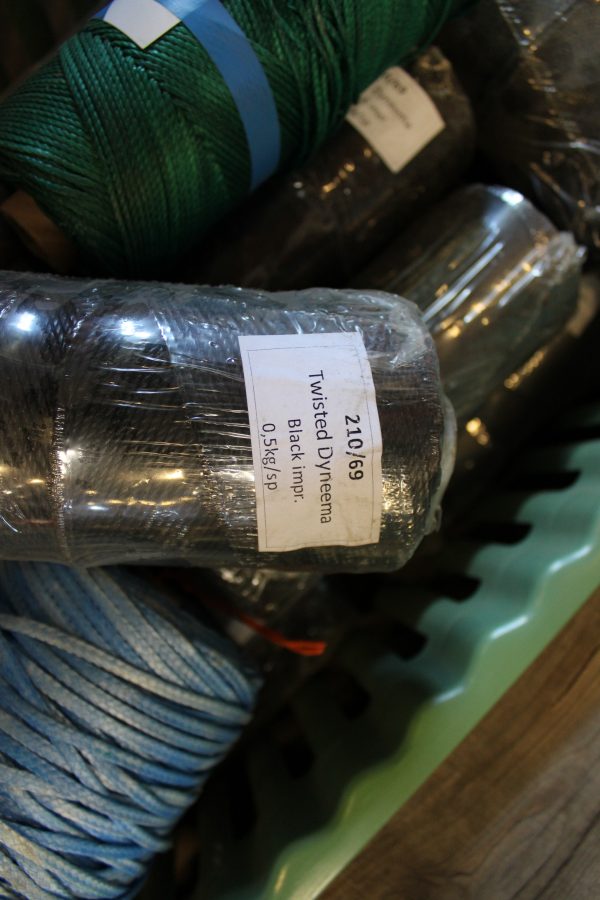 210/69
Twisted Dyneema
Black impr.
0,5kg/sp